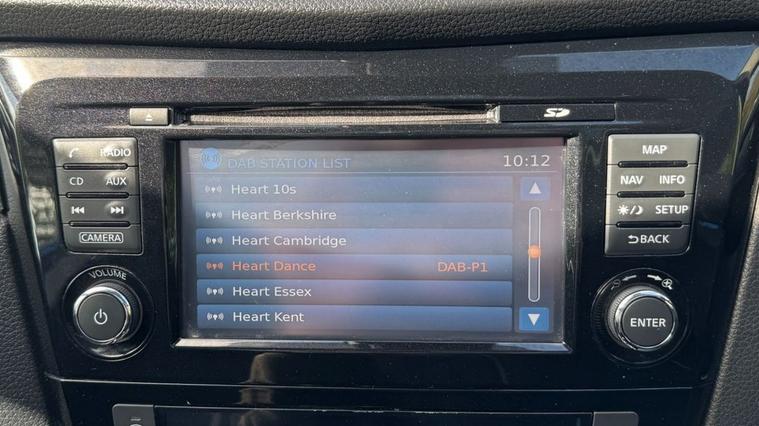 SD
RADIO
CD AUX
CAMERA
VOLUME
DAB STATION LIST 10:12
Heart 10s
Heart Berkshire
Heart Cambridge
Heart Dance DAB-P1
Heart Essex
Heart Kent
MAP
NAV INFO
SETUP
BACK
ENTER